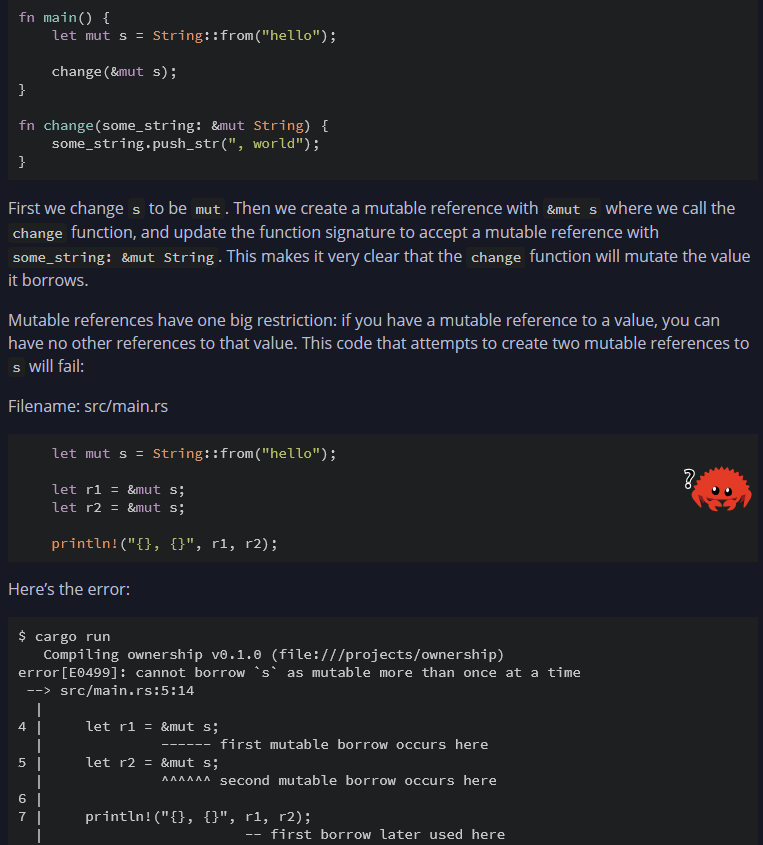 fn main() {
    let mut s = String::from("hello");
    change(&mut s);
}
fn change(some_string: &mut String) {
    some_string.push_str(", world");
}
First we change s to be mut. Then we create a mutable reference with &mut s where we call the
change function, and update the function signature to accept a mutable reference with
some_string: &mut String. This makes it very clear that the change function will mutate the value
it borrows.
Mutable references have one big restriction: if you have a mutable reference to a value, you can
have no other references to that value. This code that attempts to create two mutable references to
s will fail:
Filename: src/main.rs
    let mut s = String::from("hello");
    let r1 = &mut s;
    let r2 = &mut s;
?
    println!("{}, {}", r1, r2);
Here’s the error:
$ cargo run
   Compiling ownership v0.1.0 (file:///projects/ownership)
error[E0499]: cannot borrow `s` as mutable more than once at a time
 --> src/main.rs:5:14
  |
4 |     let r1 = &mut s;
  |              ------ first mutable borrow occurs here
5 |     let r2 = &mut s;
  |              ^^^^^^ second mutable borrow occurs here
6 |
7 |     println!("{}, {}", r1, r2);
  |                        -- first borrow later used here